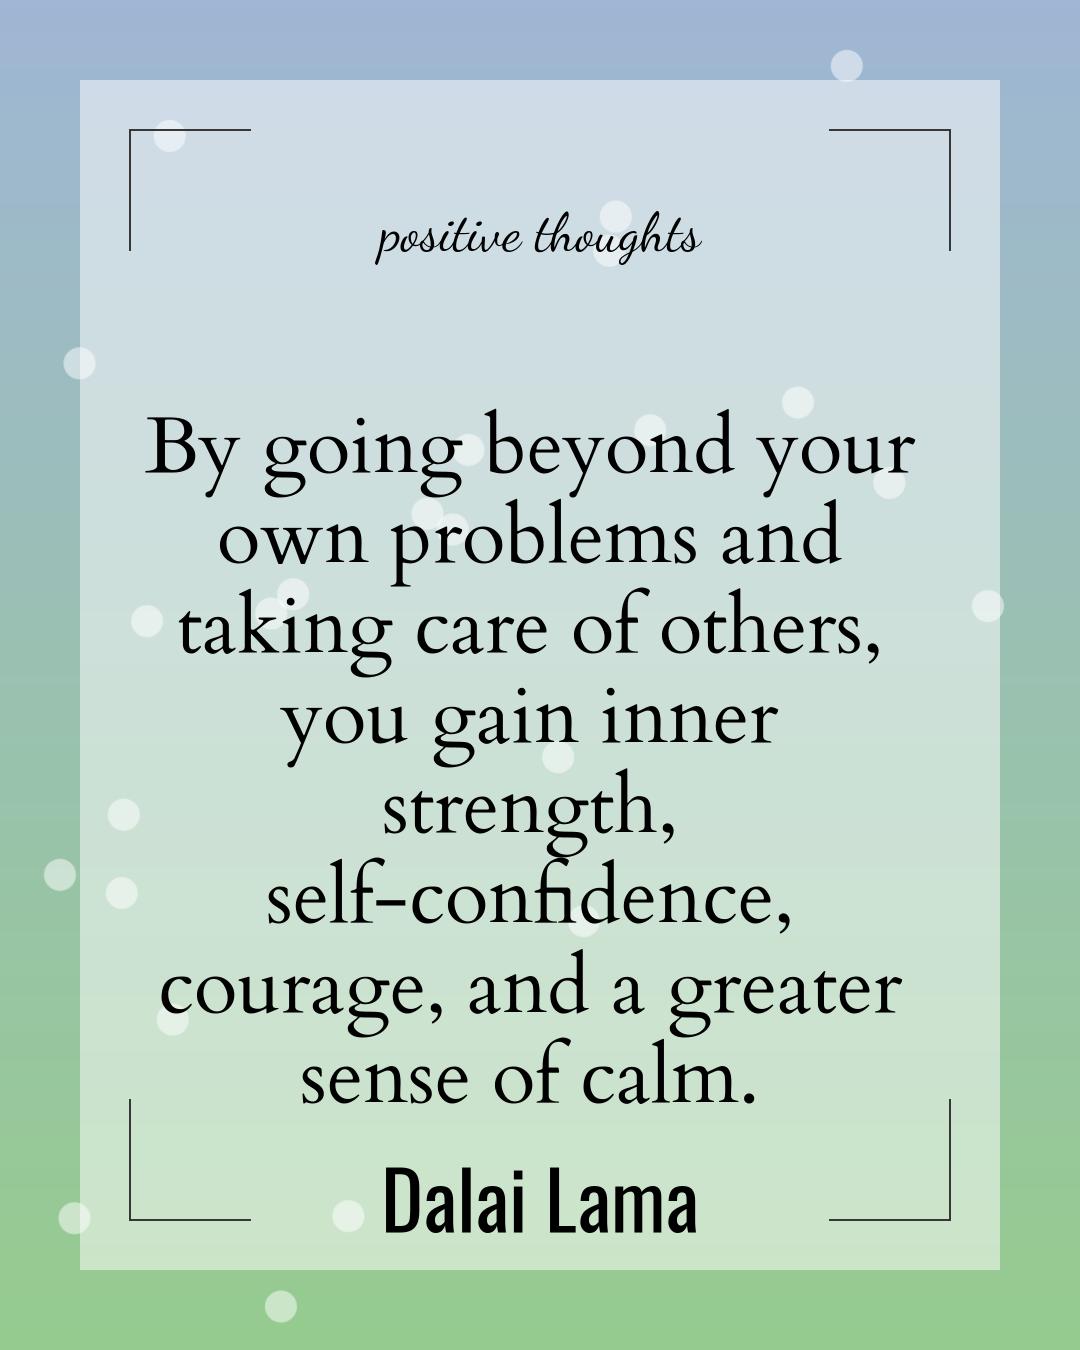 positive thoughts
By going beyond your
own problems and
taking care of others,
you gain inner
strength,
self-confidence,
courage, and a greater
sense of calm.
Dalai Lama